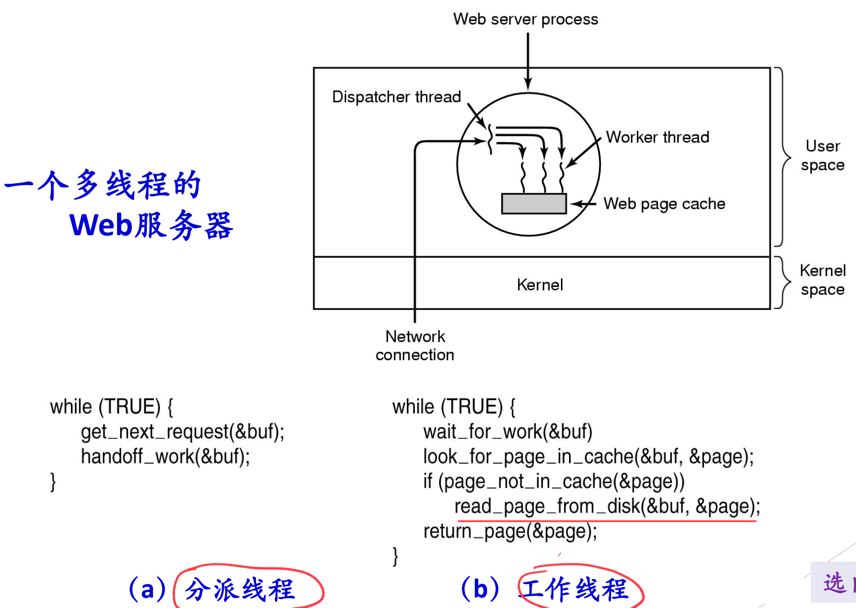 Web server process
Dispatcher thread
Worker thread
User
space
Web page cache
一个多线程的
Web服务器
Kernel
Kernel
space
Network
connection
while (TRUE) {
get_next_request(&buf);
handoff_work(&buf);
}
(a) 分派线程
while (TRUE) {
wait_for_work(&buf)
look_for_page_in_cache(&buf, &page);
if (page_not_in_cache(&page))
read_page_from_disk(&buf, &page);
return_page(&page);
}
(b) 工作线程
选